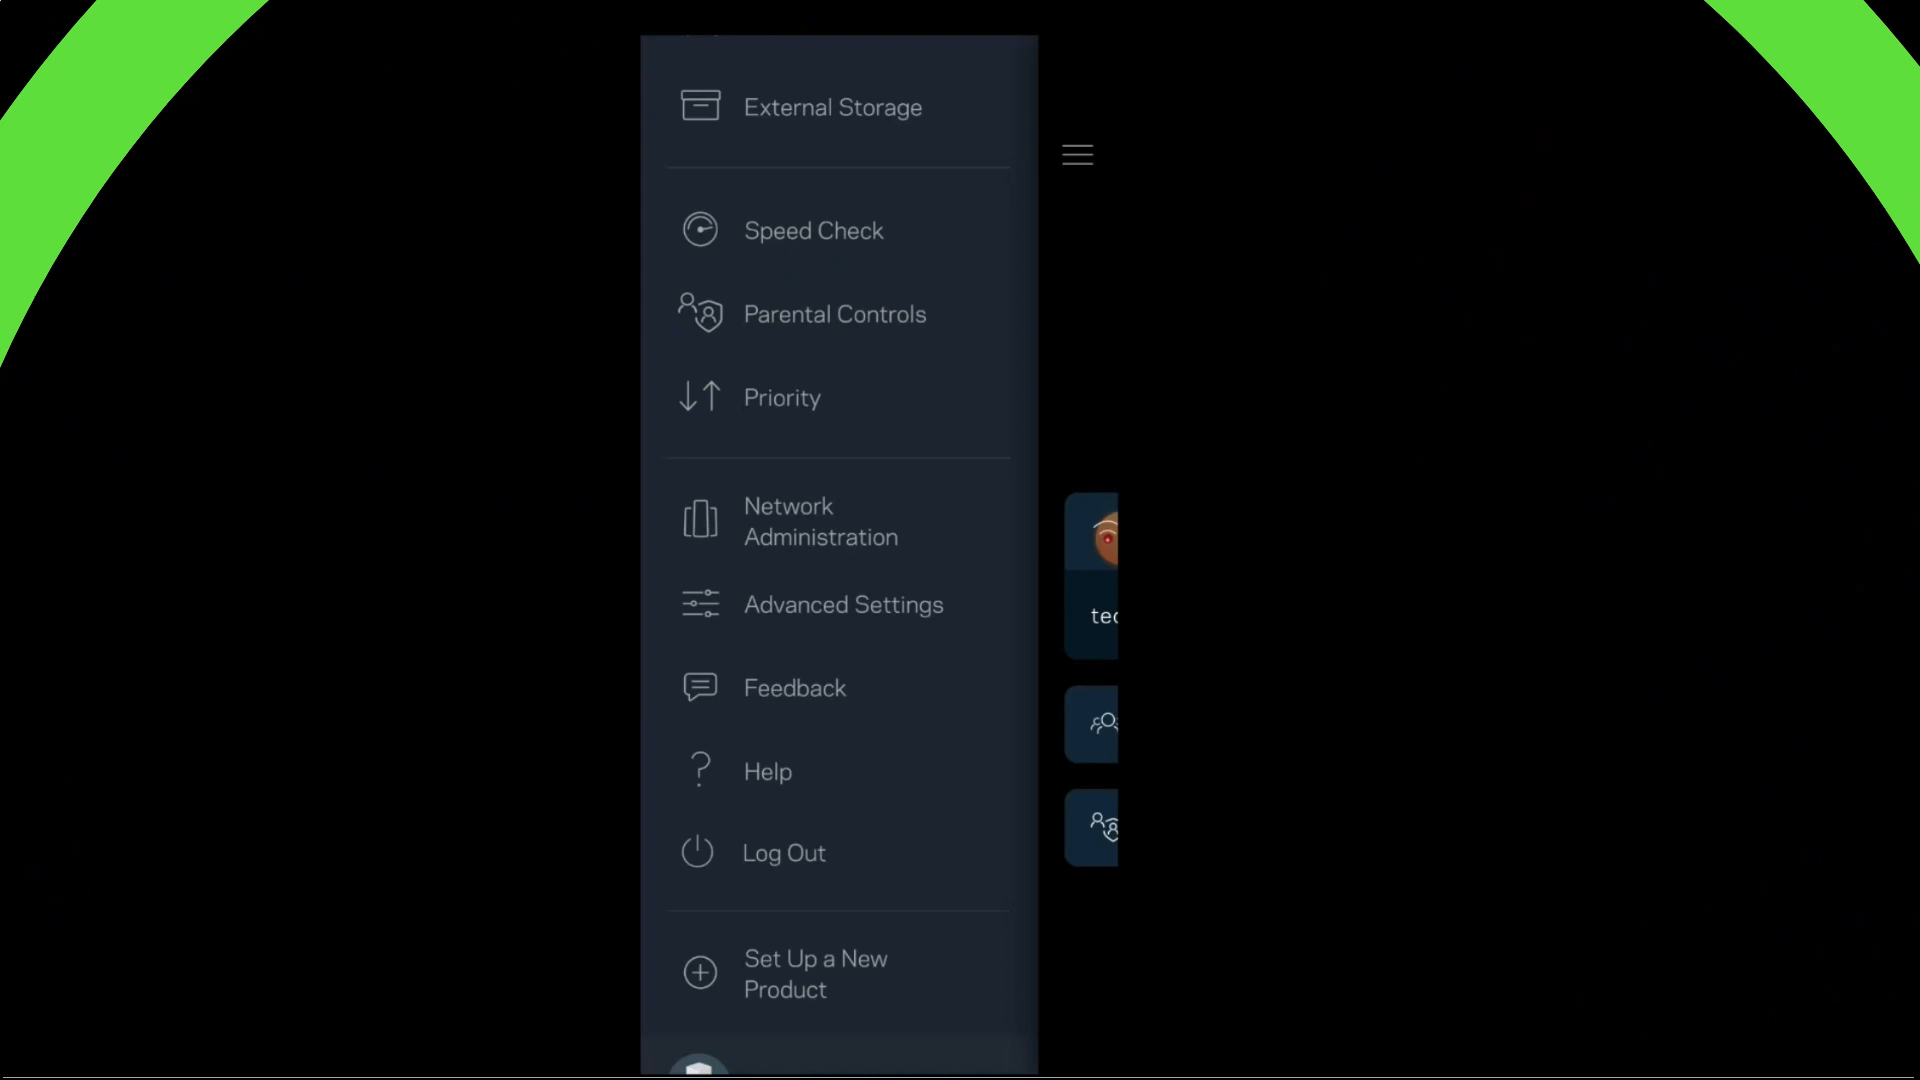 External Storage
Speed Check
Parental Controls
Priority
Network
Administration
Advanced Settings
Feedback
Help
Log Out
Set Up a New
Product
tec